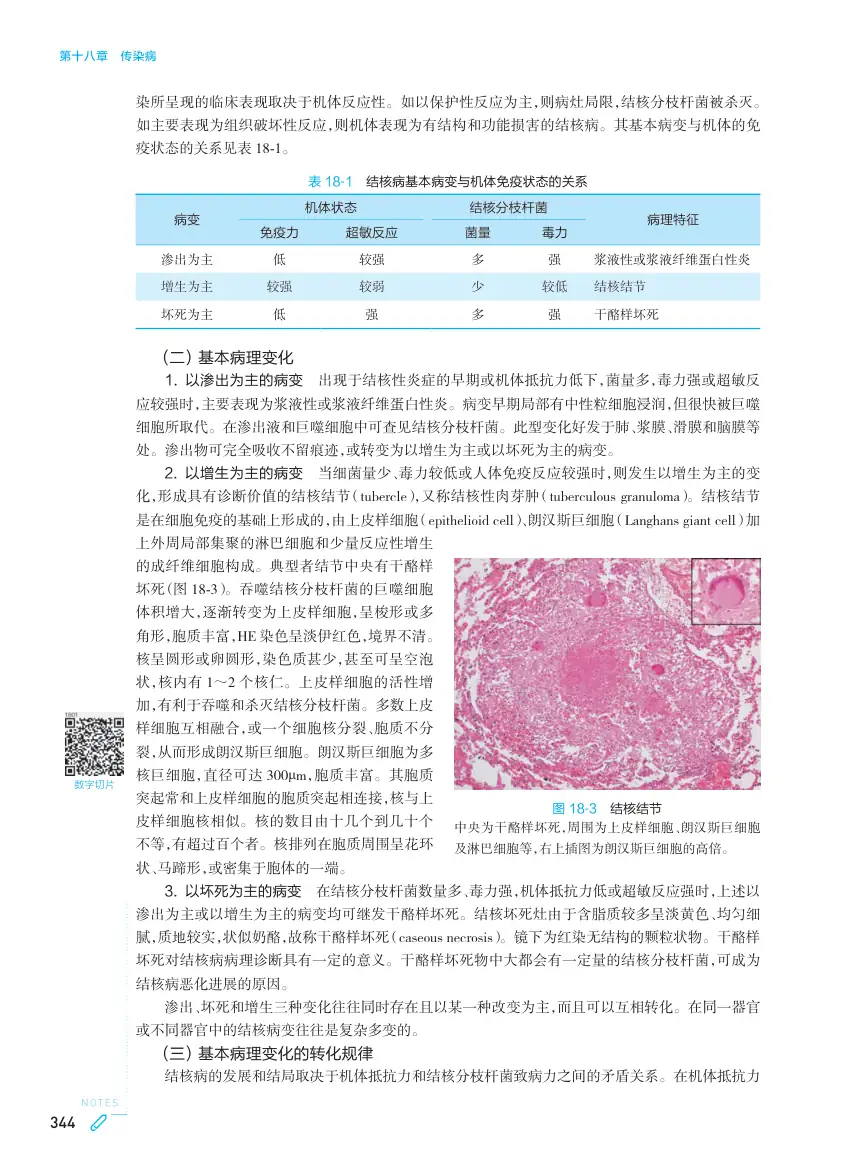 第十八章 传染病
染所呈现的临床表现取决于机体反应性。如以保护性反应为主,则病灶局限,结核分枝杆菌被杀灭。
如主要表现为组织破坏性反应,则机体表现为有结构和功能损害的结核病。其基本病变与机体的免
疫状态的关系见表 18-1。
表 18-1 结核病基本病变与机体免疫状态的关系
病变 机体状态 结核分枝杆菌 病理特征
免疫力 超敏反应 菌量 毒力
渗出为主 低 较强 多 强 浆液性或浆液纤维蛋白性炎
增生为主 较强 较弱 少 较低 结核结节
坏死为主 低 强 多 强 干酪样坏死
(二)基本病理变化
1. 以渗出为主的病变 出现于结核性炎症的早期或机体抵抗力低下,菌量多,毒力强或超敏反
应较强时,主要表现为浆液性或浆液纤维蛋白性炎。病变早期局部有中性粒细胞浸润,但很快被巨噬
细胞所取代。在渗出液和巨噬细胞中可查见结核分枝杆菌。此型变化好发于肺、浆膜、滑膜和脑膜等
处。渗出物可完全吸收不留痕迹,或转变为以增生为主或以坏死为主的病变。
2. 以增生为主的病变 当细菌量少、毒力较低或人体免疫反应较强时,则发生以增生为主的变
化,形成具有诊断价值的结核结节(tubercle),又称结核性肉芽肿(tuberculous granuloma)。结核结节
是在细胞免疫的基础上形成的,由上皮样细胞(epithelioid cell)、朗汉斯巨细胞(Langhans giant cell)加
上外周局部集聚的淋巴细胞和少量反应性增生
的成纤维细胞构成。典型者结节中央有干酪样
坏死(图 18-3)。吞噬结核分枝杆菌的巨噬细胞
体积增大,逐渐转变为上皮样细胞,呈梭形或多
角形,胞质丰富,HE 染色呈淡伊红色,境界不清。
核呈圆形或卵圆形,染色质甚少,甚至可呈空泡
状,核内有 1～2 个核仁。上皮样细胞的活性增
加,有利于吞噬和杀灭结核分枝杆菌。多数上皮
样细胞互相融合,或一个细胞核分裂、胞质不分
裂,从而形成朗汉斯巨细胞。朗汉斯巨细胞为多
核巨细胞,直径可达 300μm,胞质丰富。其胞质
突起常和上皮样细胞的胞质突起相连接,核与上
皮样细胞核相似。核的数目由十几个到几十个
不等,有超过百个者。核排列在胞质周围呈花环
状、马蹄形,或密集于胞体的一端。
1801
数字切片
图 18-3 结核结节
中央为干酪样坏死,周围为上皮样细胞、朗汉斯巨细胞
及淋巴细胞等,右上插图为朗汉斯巨细胞的高倍。
3. 以坏死为主的病变 在结核分枝杆菌数量多、毒力强,机体抵抗力低或超敏反应强时,上述以
渗出为主或以增生为主的病变均可继发干酪样坏死。结核坏死灶由于含脂质较多呈淡黄色、均匀细
腻,质地较实,状似奶酪,故称干酪样坏死(caseous necrosis)。镜下为红染无结构的颗粒状物。干酪样
坏死对结核病病理诊断具有一定的意义。干酪样坏死物中大都会有一定量的结核分枝杆菌,可成为
结核病恶化进展的原因。
渗出、坏死和增生三种变化往往同时存在且以某一种改变为主,而且可以互相转化。在同一器官
或不同器官中的结核病变往往是复杂多变的。
(三)基本病理变化的转化规律
结核病的发展和结局取决于机体抵抗力和结核分枝杆菌致病力之间的矛盾关系。在机体抵抗力
NOTES
344